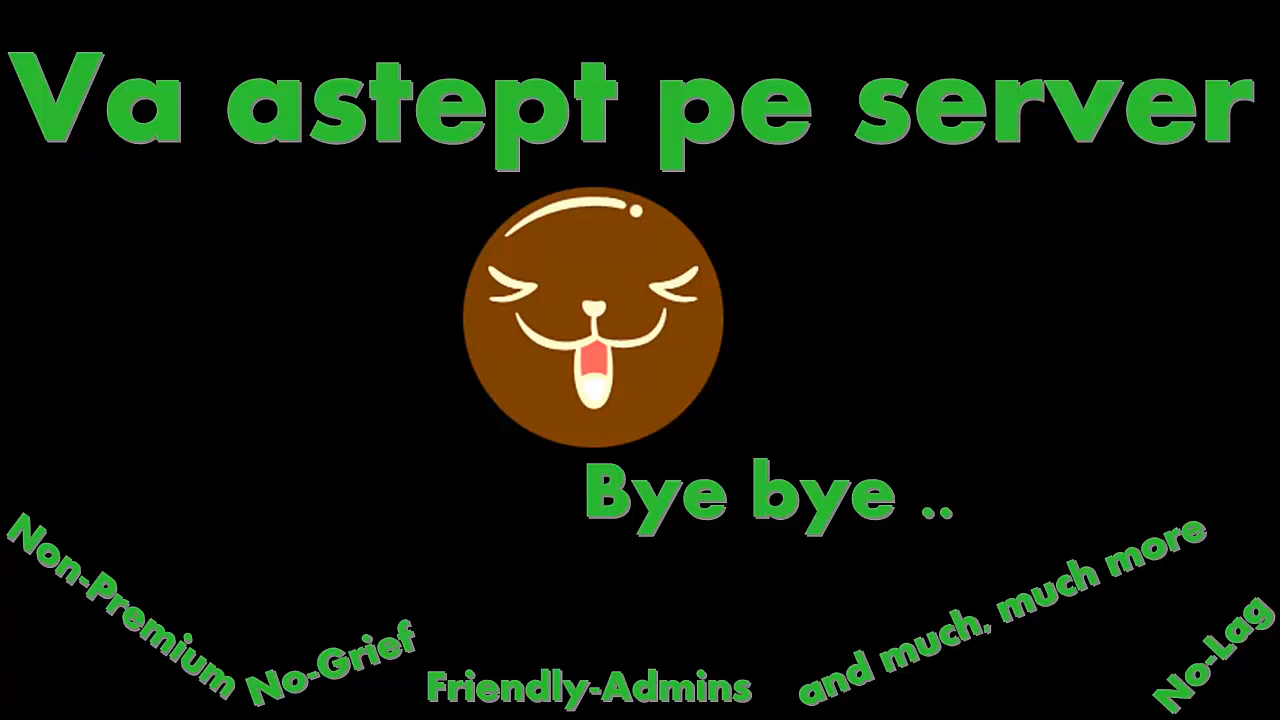 Va astept pe server
Bye bye ..
Non-Premium
No-Grief
Friendly-Admins
and much, much more
No-Lag